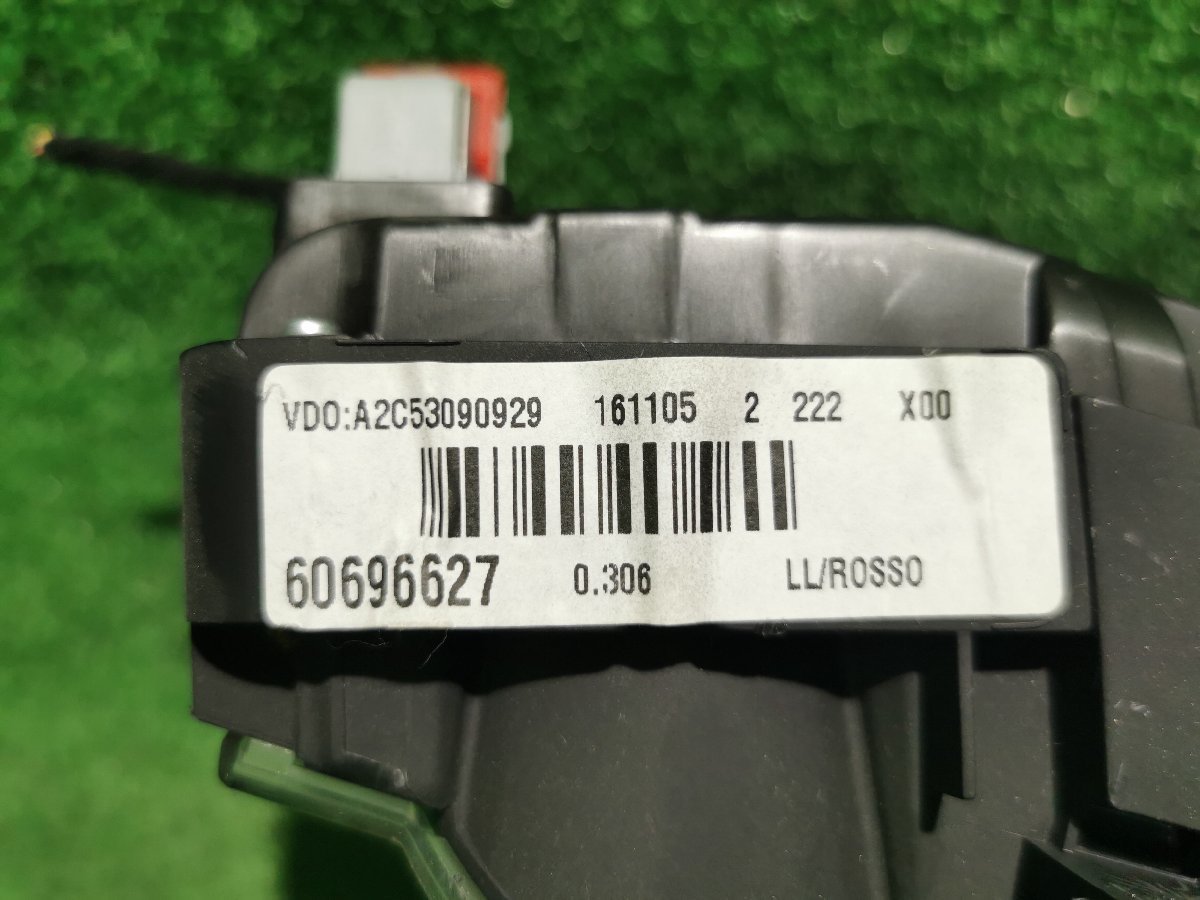 VDO:A2C53090929 161105 2 222 X00
60696627 0.306 LL/ROSSO